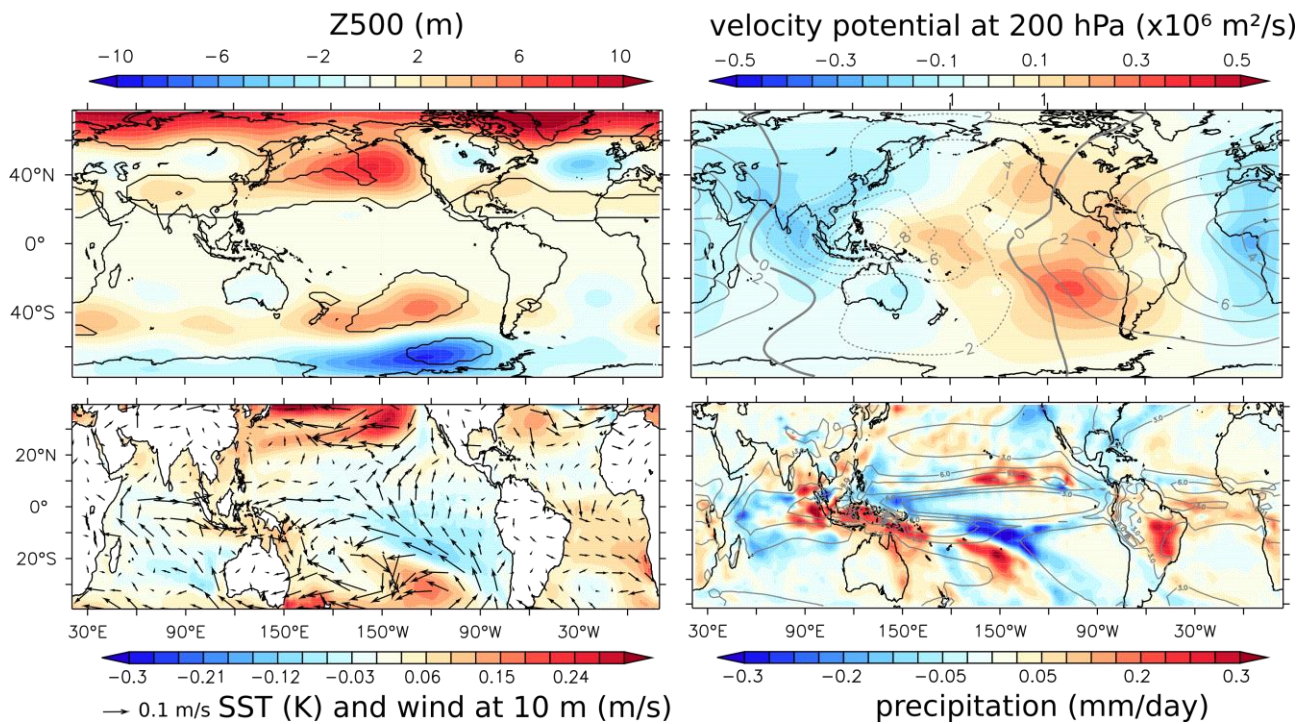 Z500 (m)
velocity potential at 200 hPa (x10⁶ m²/s)
−10 −6 −2 2 6 10
−0.5 −0.3 −0.1 0.1 0.3 0.5
40°N
0°
40°S
20°N
0°
20°S
30°E 90°E 150°E 150°W 90°W 30°W
30°E 90°E 150°E 150°W 90°W 30°W
−0.3 −0.21 −0.12 −0.03 0.06 0.15 0.24
−0.3 −0.2 −0.05 0.05 0.2 0.3
0.1 m/s SST (K) and wind at 10 m (m/s)
precipitation (mm/day)